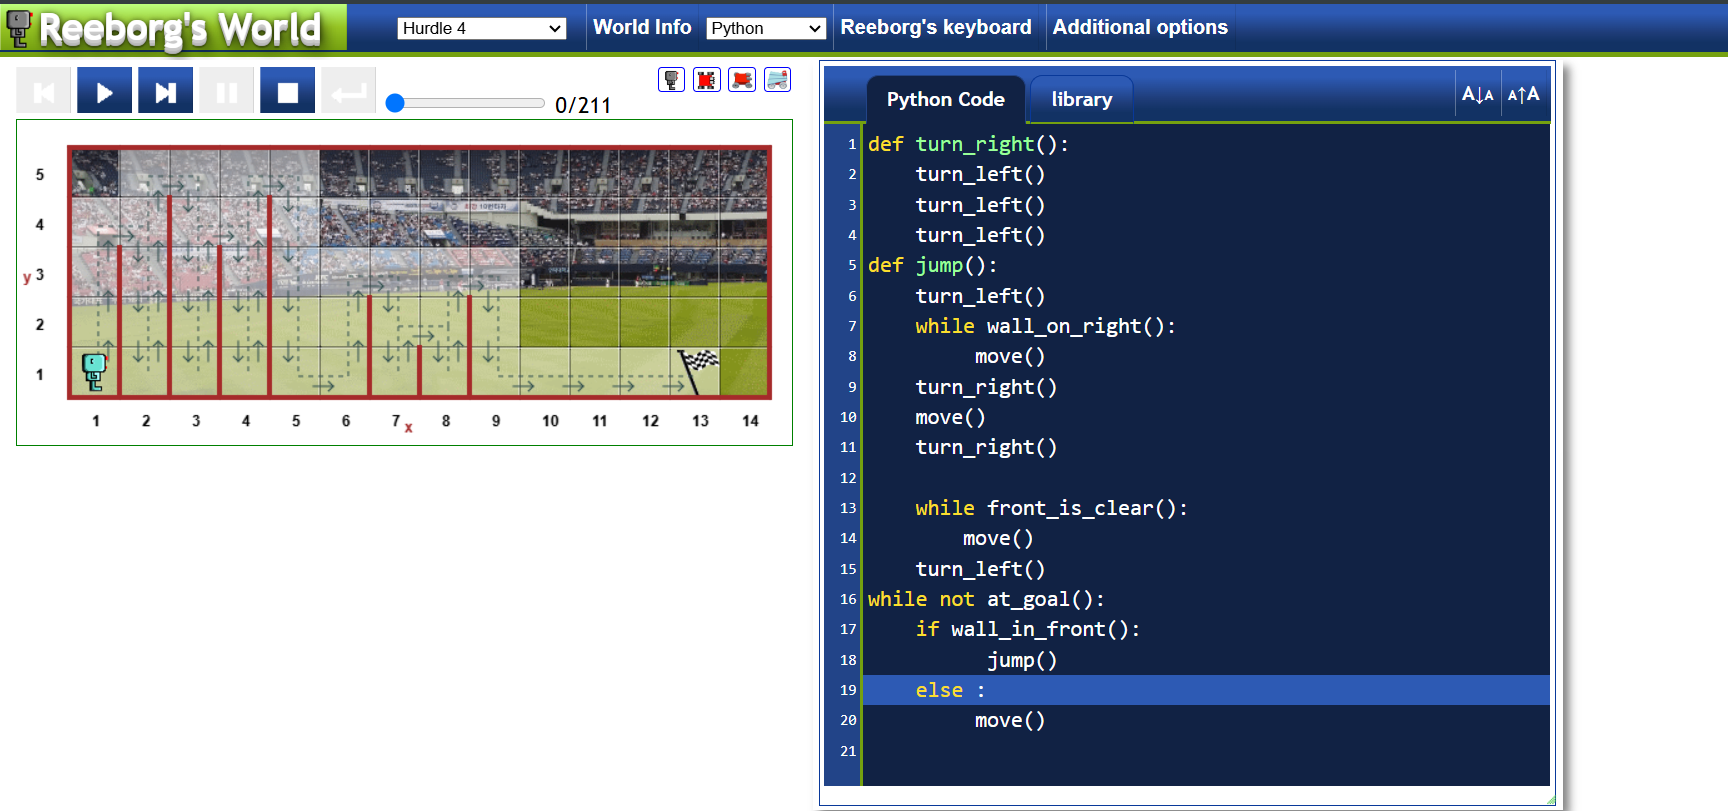 Reeborg's World
Hurdle 4
World Info
Python
Reeborg's keyboard
Additional options
0/211
5
4
y 3
2
1
1 2 3 4 5 6 7 8 9 10 11 12 13 14
x
Python Code
library
A↓A
A↑A
1 def turn_right():
2 turn_left()
3 turn_left()
4 turn_left()
5 def jump():
6 turn_left()
7 while wall_on_right():
8 move()
9 turn_right()
10 move()
11 turn_right()
12
13 while front_is_clear():
14 move()
15 turn_left()
16 while not at_goal():
17 if wall_in_front():
18 jump()
19 else :
20 move()
21